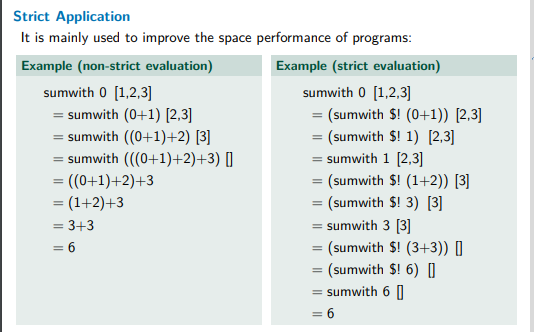 Strict Application
It is mainly used to improve the space performance of programs:
Example (non-strict evaluation)
sumwith 0 [1,2,3]
= sumwith (0+1) [2,3]
= sumwith ((0+1)+2) [3]
= sumwith (((0+1)+2)+3) []
= ((0+1)+2)+3
= (1+2)+3
= 3+3
= 6
Example (strict evaluation)
sumwith 0 [1,2,3]
= (sumwith $! (0+1)) [2,3]
= (sumwith $! 1) [2,3]
= sumwith 1 [2,3]
= (sumwith $! (1+2)) [3]
= (sumwith $! 3) [3]
= sumwith 3 [3]
= (sumwith $! (3+3)) []
= (sumwith $! 6) []
= sumwith 6 []
= 6